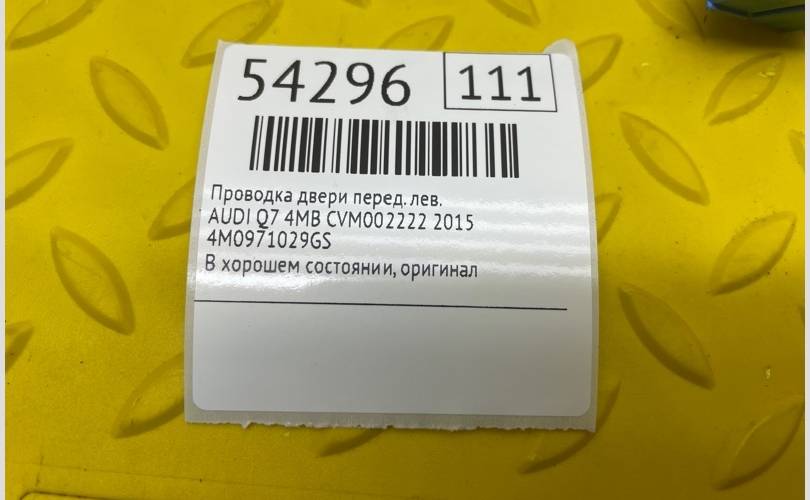 54296 111
Проводка двери перед. лев.
AUDI Q7 4MB CVM002222 2015
4M0971029GS
В хорошем состоянии, оригинал